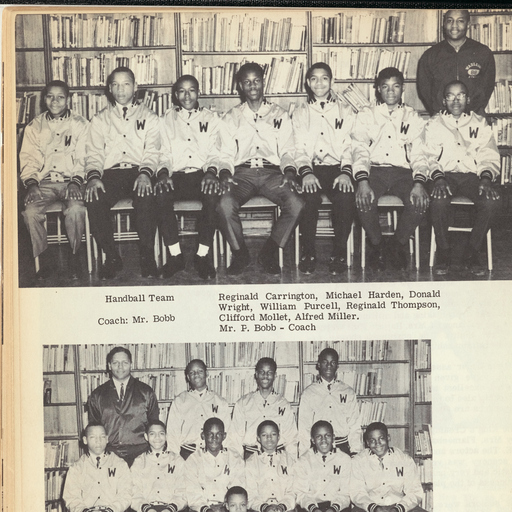 W W W W W W W
Handball Team
Coach: Mr. Bobb
Reginald Carrington, Michael Harden, Donald
Wright, William Purcell, Reginald Thompson,
Clifford Mollet, Alfred Miller.
Mr. P. Bobb - Coach
W W W
W W W W W W